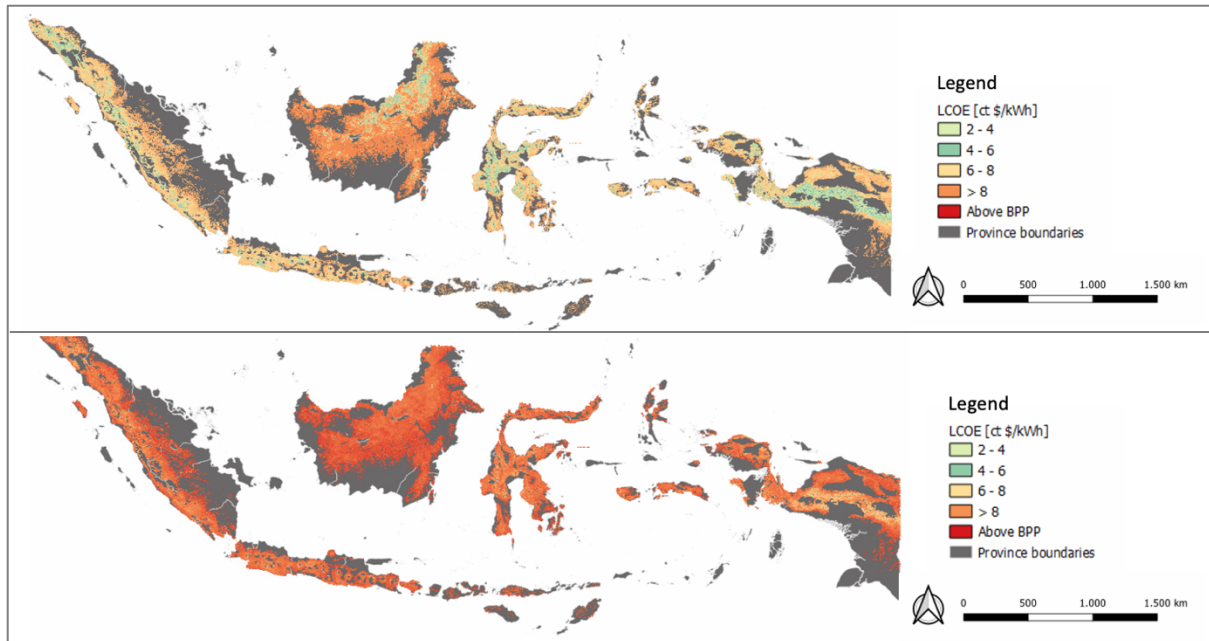 Legend
LCOE [ct $/kWh]
2 - 4
4 - 6
6 - 8
> 8
Above BPP
Province boundaries
0 500 1.000 1.500 km
Legend
LCOE [ct $/kWh]
2 - 4
4 - 6
6 - 8
> 8
Above BPP
Province boundaries
0 500 1.000 1.500 km